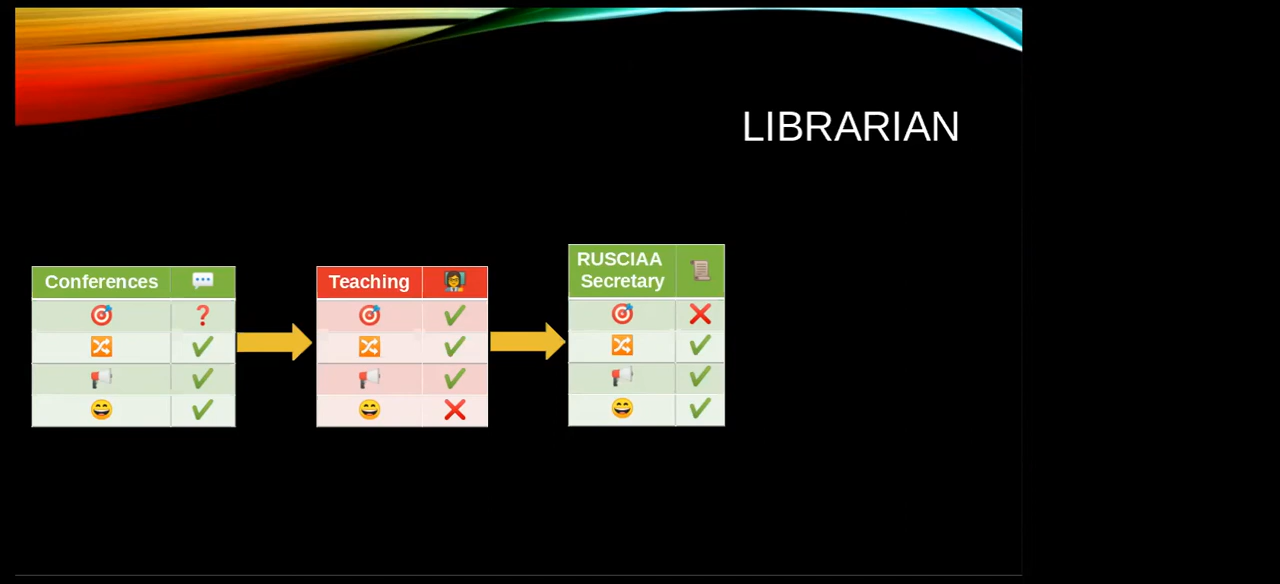 LIBRARIAN
Conferences
Teaching
RUSCIAA
Secretary